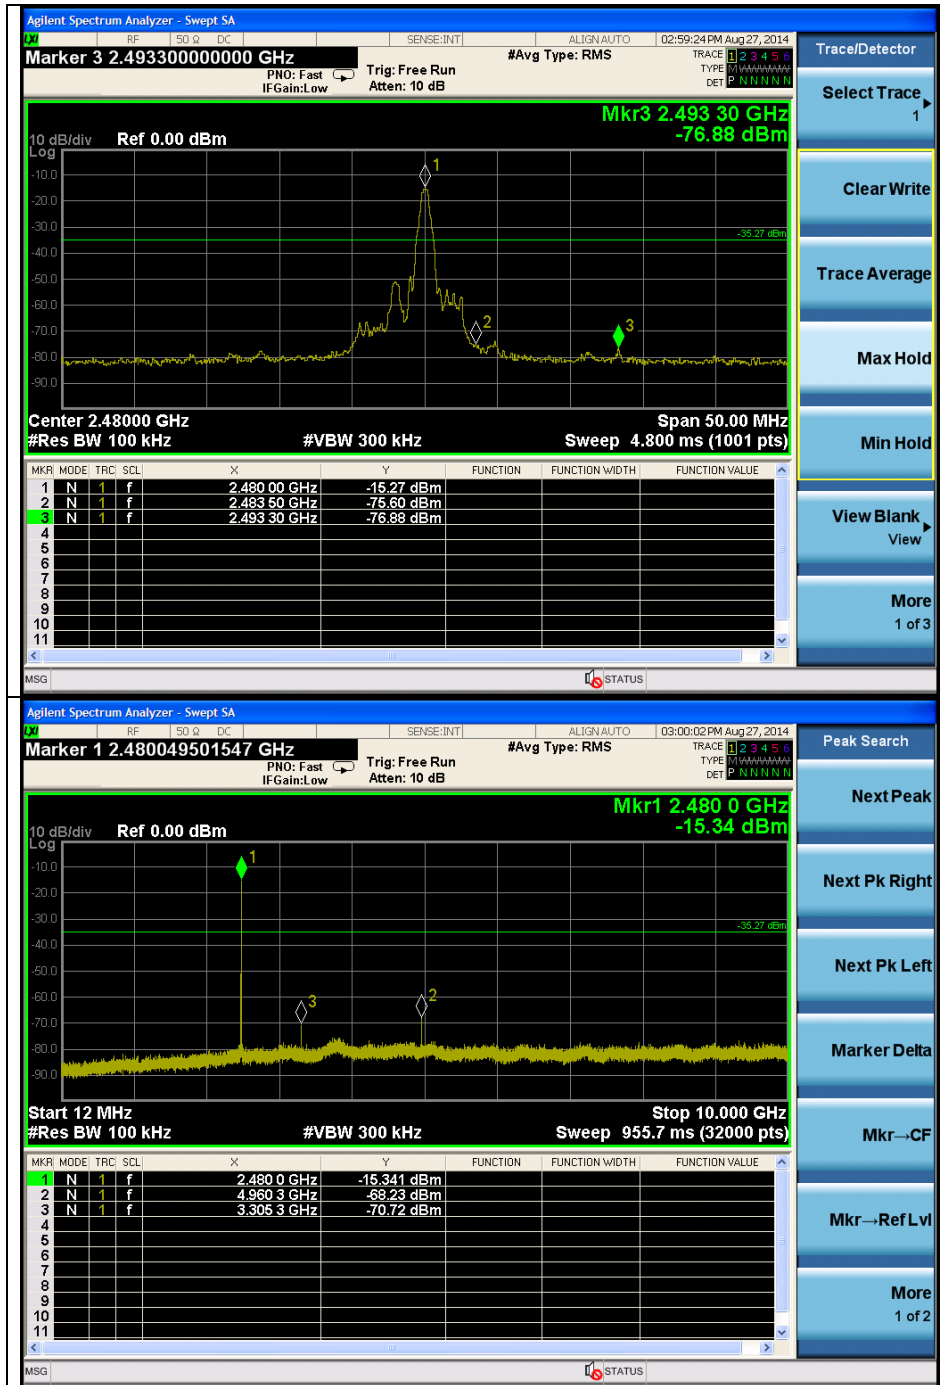 Agilent Spectrum Analyzer - Swept SA
LXI RF 50 Ω DC SENSE:INT ALIGN AUTO 02:59:24 PM Aug 27, 2014
Marker 3 2.493300000000 GHz
PNO: Fast
IFGain:Low
Trig: Free Run
Atten: 10 dB
#Avg Type: RMS
TRACE 1 2 3 4 5 6
TYPE M WWWWW
DET P N N N N N
Mkr3 2.493 30 GHz
-76.88 dBm
10 dB/div Ref 0.00 dBm
Log
-10.0
-20.0
-30.0
-40.0
-50.0
-60.0
-70.0
-80.0
-90.0
1
-35.27 dBm
2
3
Center 2.48000 GHz Span 50.00 MHz
#Res BW 100 kHz #VBW 300 kHz Sweep 4.800 ms (1001 pts)
MKR MODE TRC SCL X Y FUNCTION FUNCTION WIDTH FUNCTION VALUE
1 N 1 f 2.480 00 GHz -15.27 dBm
2 N 1 f 2.483 50 GHz -75.60 dBm
3 N 1 f 2.493 30 GHz -76.88 dBm
4
5
6
7
8
9
10
11
MSG STATUS
Trace/Detector
Select Trace
1
Clear Write
Trace Average
Max Hold
Min Hold
View Blank
View
More
1 of 3
Agilent Spectrum Analyzer - Swept SA
LXI RF 50 Ω DC SENSE:INT ALIGN AUTO 03:00:02 PM Aug 27, 2014
Marker 1 2.480049501547 GHz
PNO: Fast
IFGain:Low
Trig: Free Run
Atten: 10 dB
#Avg Type: RMS
TRACE 1 2 3 4 5 6
TYPE M WWWWW
DET P N N N N N
Mkr1 2.480 0 GHz
-15.34 dBm
10 dB/div Ref 0.00 dBm
Log
-10.0
-20.0
-30.0
-40.0
-50.0
-60.0
-70.0
-80.0
-90.0
1
-35.27 dBm
3
2
Start 12 MHz Stop 10.000 GHz
#Res BW 100 kHz #VBW 300 kHz Sweep 955.7 ms (32000 pts)
MKR MODE TRC SCL X Y FUNCTION FUNCTION WIDTH FUNCTION VALUE
1 N 1 f 2.480 0 GHz -15.341 dBm
2 N 1 f 4.960 3 GHz -68.23 dBm
3 N 1 f 3.305 3 GHz -70.72 dBm
4
5
6
7
8
9
10
11
MSG STATUS
Peak Search
Next Peak
Next Pk Right
Next Pk Left
Marker Delta
Mkr→CF
Mkr→Ref Lvl
More
1 of 2